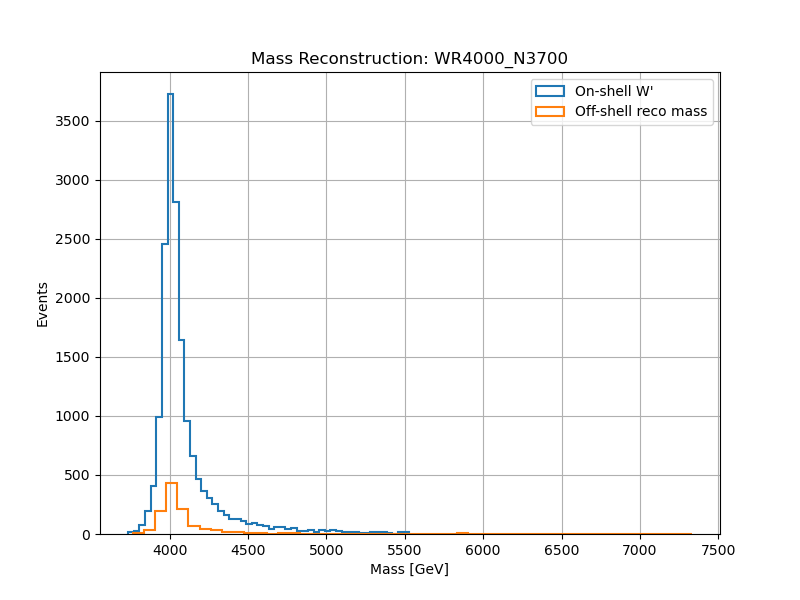 Mass Reconstruction: WR4000_N3700
On-shell W'
Off-shell reco mass
Events
3500
3000
2500
2000
1500
1000
500
0
4000 4500 5000 5500 6000 6500 7000 7500
Mass [GeV]